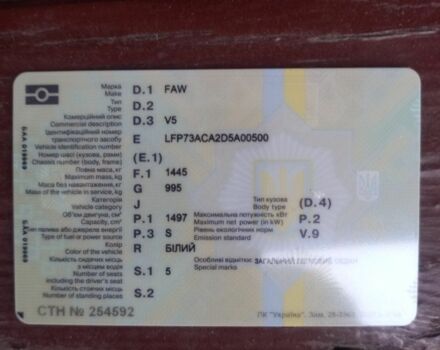 Марка
Make D.1 FAW
Тип
Type D.2
Комерційний опис
Commercial description D.3 V5
Ідентифікаційний номер
транспортного засобу
Vehicle identification number E LFP73ACA2D5A00500
Номер шасі (кузова, рами)
Chassis number (body, frame) (E.1)
Повна маса, кг
Maximum mass, kg F.1 1445
Маса без навантаження, кг
Mass of the vehicle in service, kg G 995
Категорія
Vehicle category J
Тип кузова
Body type (D.4)
Об'єм двигуна, см³
Capacity, cm³ P.1 1497
Максимальна потужність кВт
Maximum net power (in kW) P.2
Тип палива або джерело енергії
Type of fuel or power source P.3 S
Рівень екологічних норм
Emission standard V.9
Колір
Color of the vehicle R БІЛИЙ
Кількість сидячих місць
з місцем водія
Number of seats
including the driver's seat S.1 5
Особливі відмітки: ЗАГАЛЬНИЙ ЛЕГКОВИЙ СЕДАН
Special marks
Кількість стоячих місць
Number of standing places S.2
СТН № 254592
ПК "Україна".